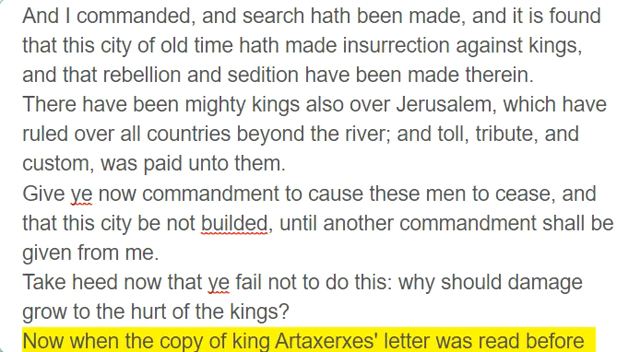 And I commanded, and search hath been made, and it is found
that this city of old time hath made insurrection against kings,
and that rebellion and sedition have been made therein.
There have been mighty kings also over Jerusalem, which have
ruled over all countries beyond the river; and toll, tribute, and
custom, was paid unto them.
Give ye now commandment to cause these men to cease, and
that this city be not builded, until another commandment shall be
given from me.
Take heed now that ye fail not to do this: why should damage
grow to the hurt of the kings?
Now when the copy of king Artaxerxes' letter was read before